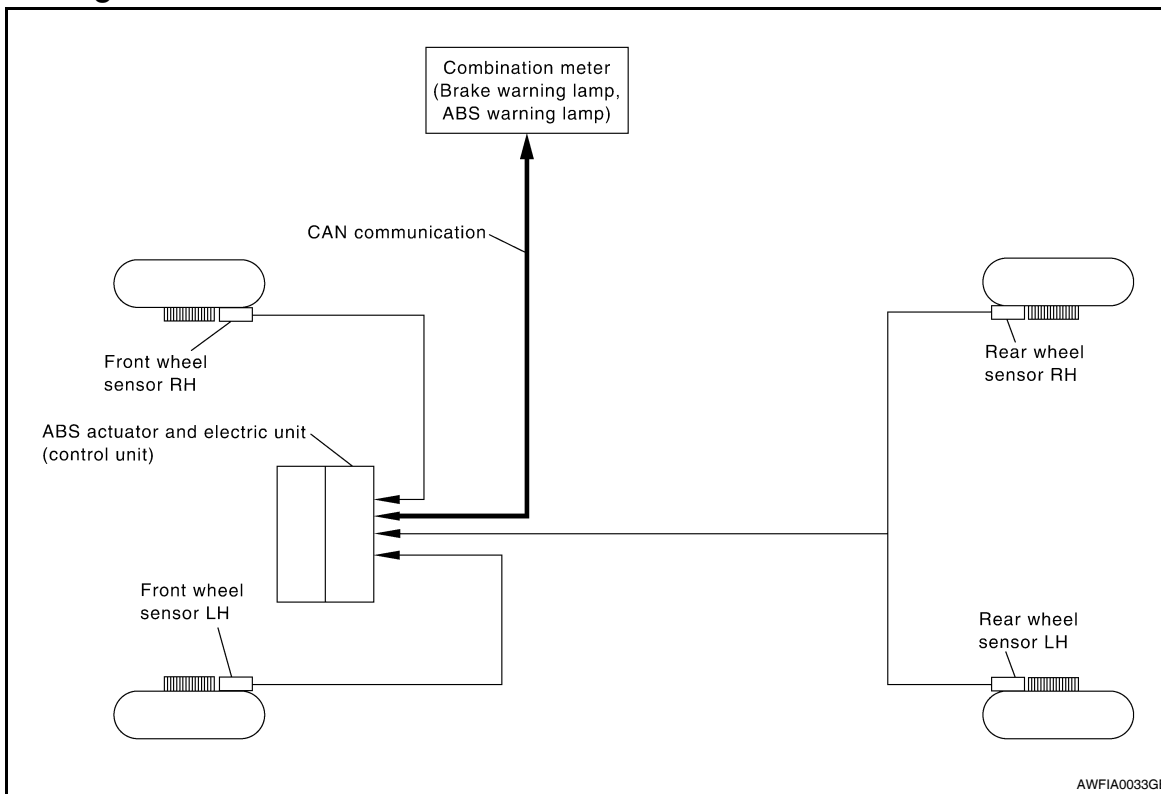 Combination meter
(Brake warning lamp,
ABS warning lamp)
CAN communication
Front wheel
sensor RH
Rear wheel
sensor RH
ABS actuator and electric unit
(control unit)
Front wheel
sensor LH
Rear wheel
sensor LH